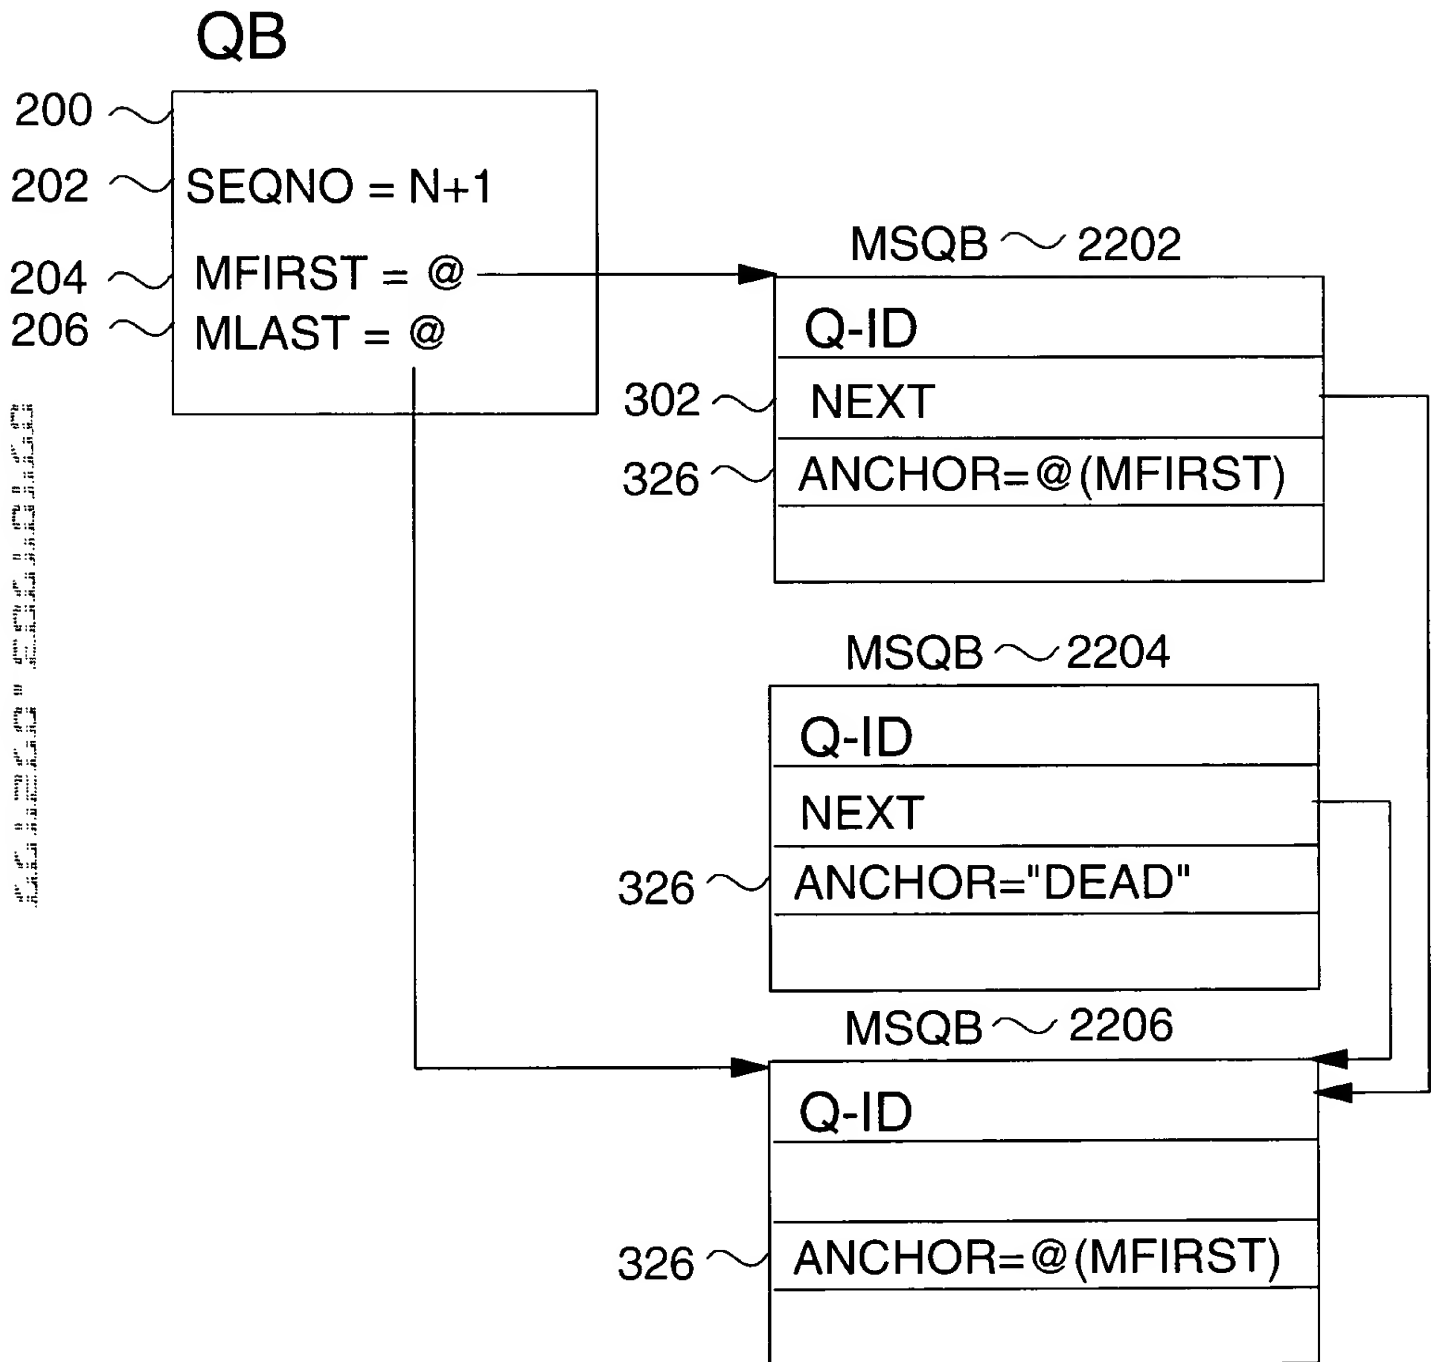 QB
200
202 SEQNO = N+1
204 MFIRST = @
206 MLAST = @
MSQB 2202
Q-ID
302 NEXT
326 ANCHOR=@(MFIRST)
MSQB 2204
Q-ID
NEXT
326 ANCHOR="DEAD"
MSQB 2206
Q-ID
326 ANCHOR=@(MFIRST)